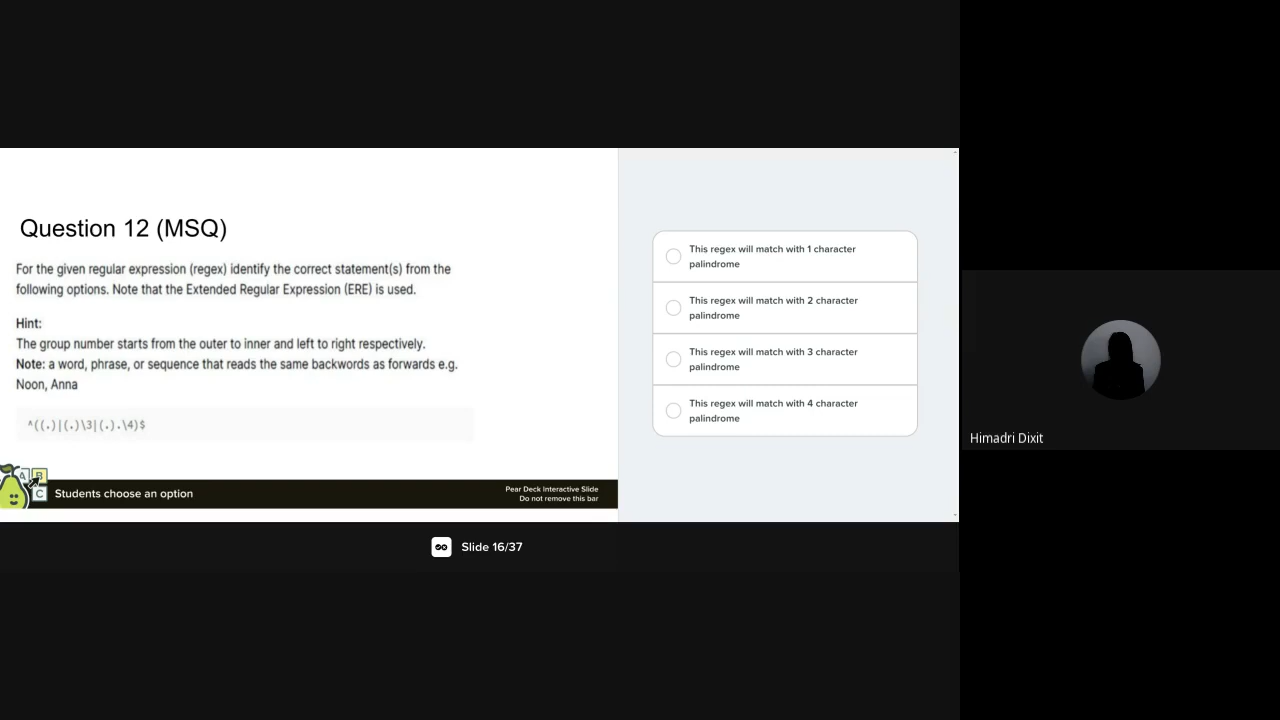 Question 12 (MSQ)
For the given regular expression (regex) identify the correct statement(s) from the
following options. Note that the Extended Regular Expression (ERE) is used.
Hint:
The group number starts from the outer to inner and left to right respectively.
Note: a word, phrase, or sequence that reads the same backwords as forwards e.g.
Noon, Anna
^((.)|(.)\3|(.).\4)$
A B
C
Students choose an option
Pear Deck Interactive Slide
Do not remove this bar
This regex will match with 1 character
palindrome
This regex will match with 2 character
palindrome
This regex will match with 3 character
palindrome
This regex will match with 4 character
palindrome
Slide 16/37
Himadri Dixit